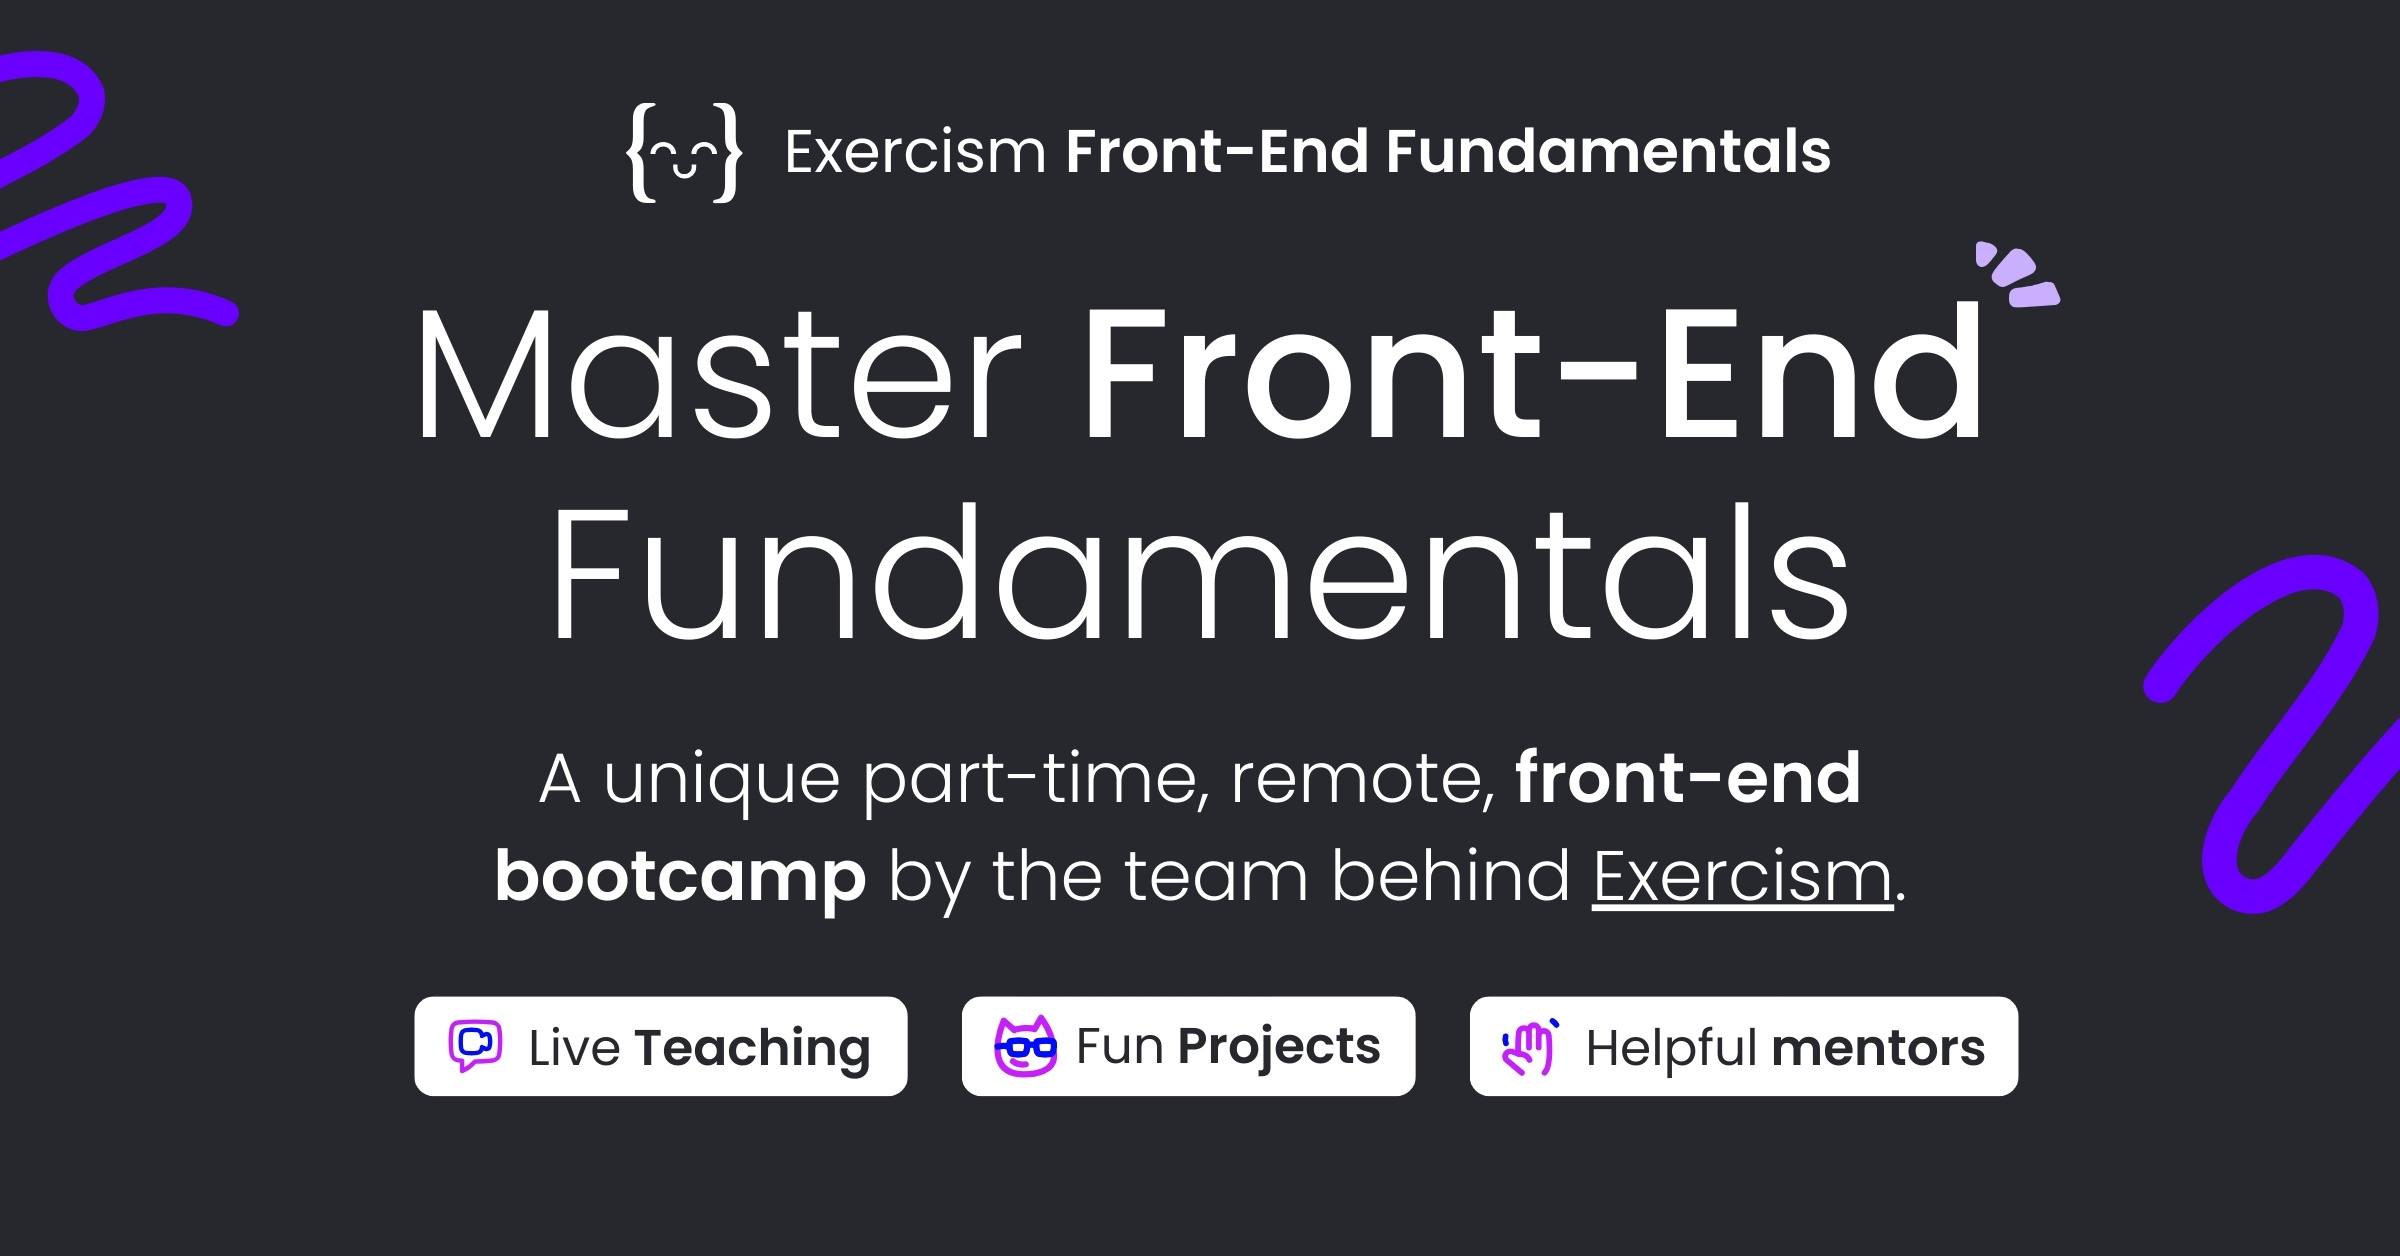 Exercism Front-End Fundamentals
Master Front-End
Fundamentals
A unique part-time, remote, front-end
bootcamp by the team behind Exercism.
Live Teaching
Fun Projects
Helpful mentors